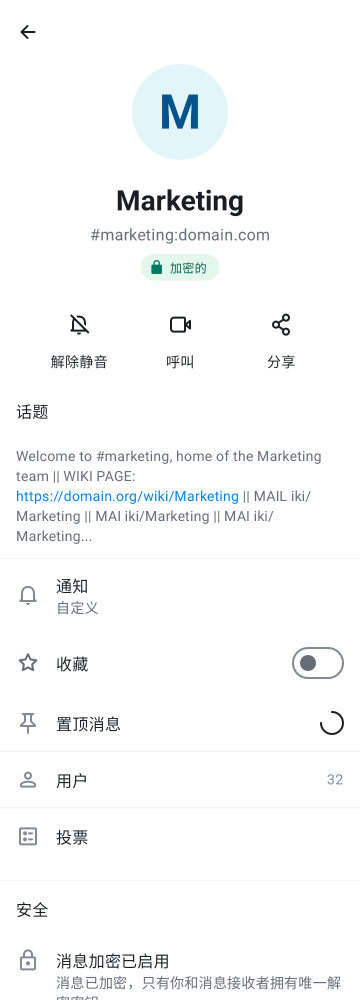 M
Marketing
#marketing:domain.com
加密的
解除静音 呼叫 分享
话题
Welcome to #marketing, home of the Marketing
team || WIKI PAGE:
https://domain.org/wiki/Marketing || MAIL iki/
Marketing || MAI iki/Marketing || MAI iki/
Marketing...
通知
自定义
收藏
置顶消息
用户 32
投票
安全
消息加密已启用
消息已加密，只有你和消息接收者拥有唯一解